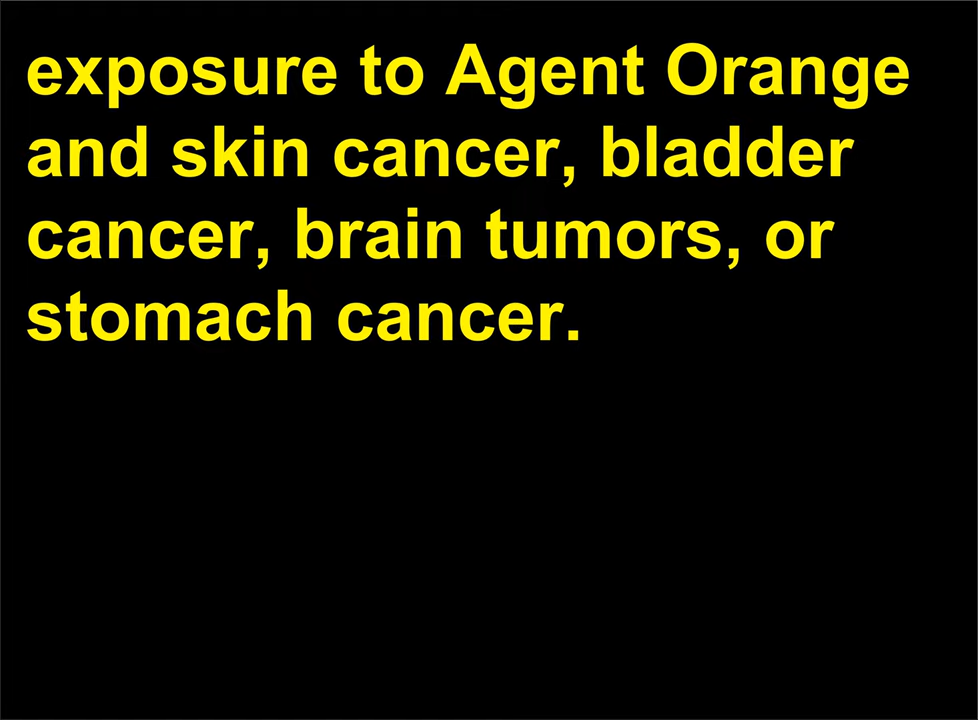 exposure to Agent Orange
and skin cancer, bladder
cancer, brain tumors, or
stomach cancer.